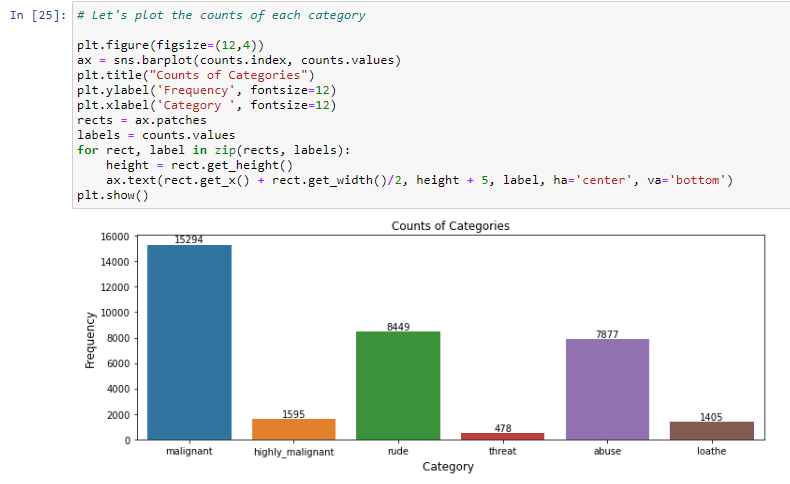 In [25]: # Let's plot the counts of each category
plt.figure(figsize=(12,4))
ax = sns.barplot(counts.index, counts.values)
plt.title("Counts of Categories")
plt.ylabel('Frequency', fontsize=12)
plt.xlabel('Category ', fontsize=12)
rects = ax.patches
labels = counts.values
for rect, label in zip(rects, labels):
    height = rect.get_height()
    ax.text(rect.get_x() + rect.get_width()/2, height + 5, label, ha='center', va='bottom')
plt.show()
Counts of Categories
Frequency
16000
14000
12000
10000
8000
6000
4000
2000
0
15294
1595
8449
478
7877
1405
malignant highly_malignant rude threat abuse loathe
Category